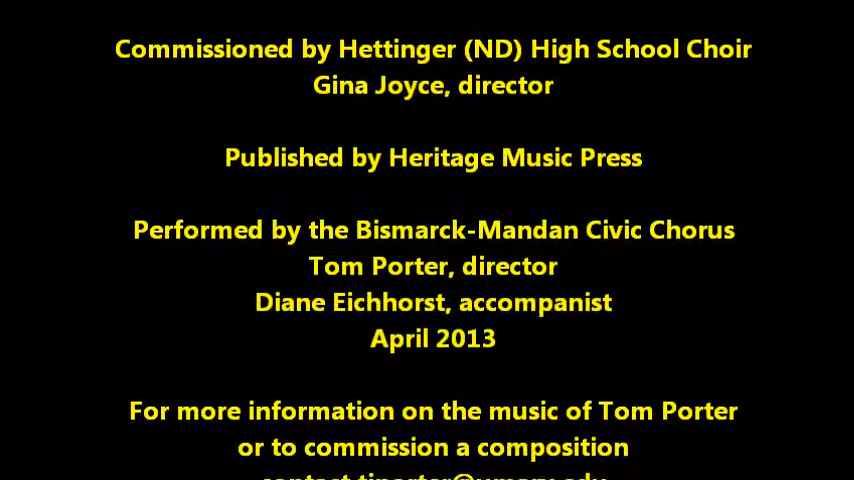 Commissioned by Hettinger (ND) High School Choir
Gina Joyce, director
Published by Heritage Music Press
Performed by the Bismarck-Mandan Civic Chorus
Tom Porter, director
Diane Eichhorst, accompanist
April 2013
For more information on the music of Tom Porter
or to commission a composition
contact